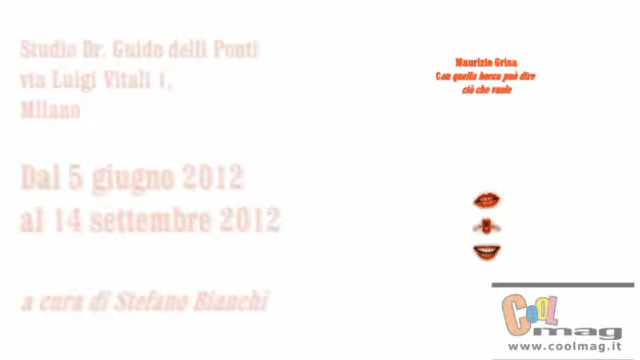 Studio Dr. Guido delli Ponti
via Luigi Vitali 1,
Milano
Dal 5 giugno 2012
al 14 settembre 2012
a cura di Stefano Bianchi
Maurizio Grisa
Con quella bocca può dire
ciò che vuole
Cool
mag
www.coolmag.it